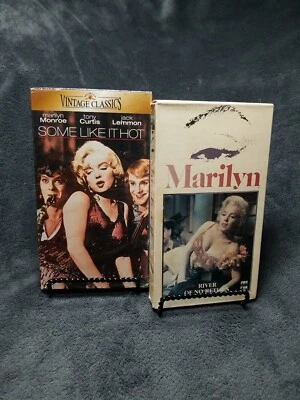 VINTAGE CLASSICS
marilyn tony jack
Monroe Curtis Lemmon
SOME LIKE IT HOT
Marilyn
RIVER
OF NO RETURN